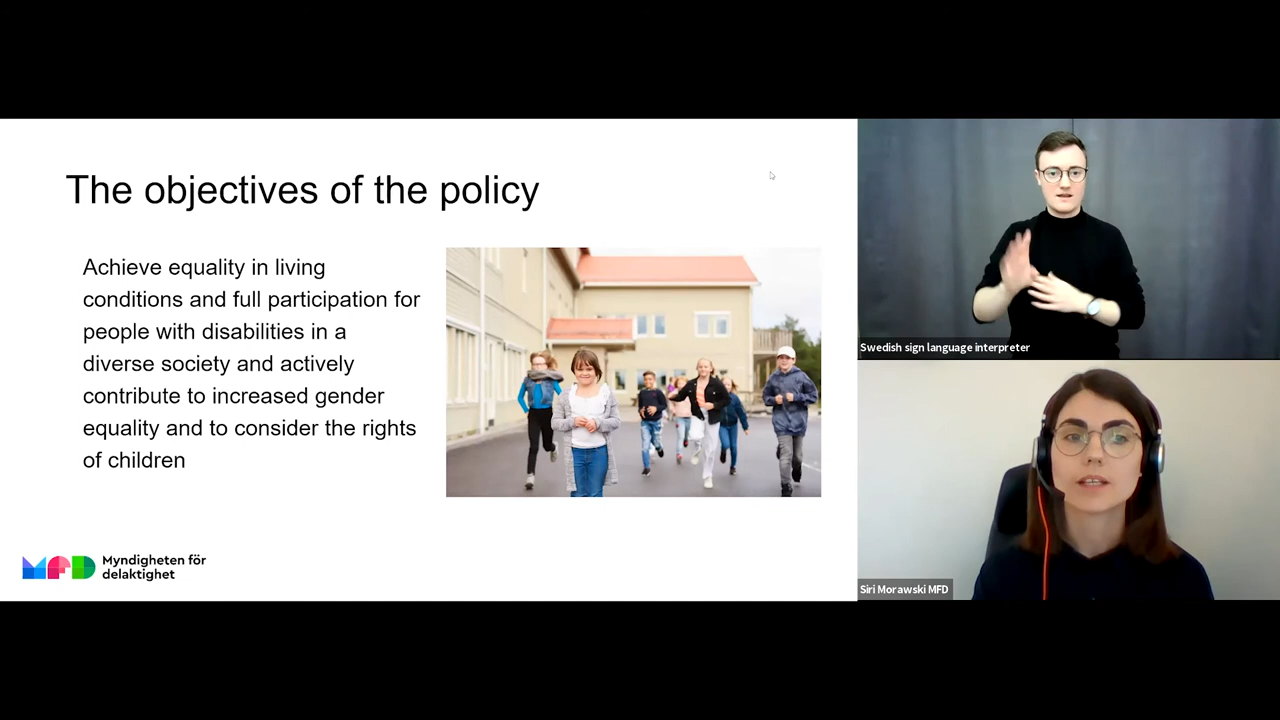 The objectives of the policy
Achieve equality in living
conditions and full participation for
people with disabilities in a
diverse society and actively
contribute to increased gender
equality and to consider the rights
of children
MFD
Myndigheten för
delaktighet
Swedish sign language interpreter
Siri Morawski MFD